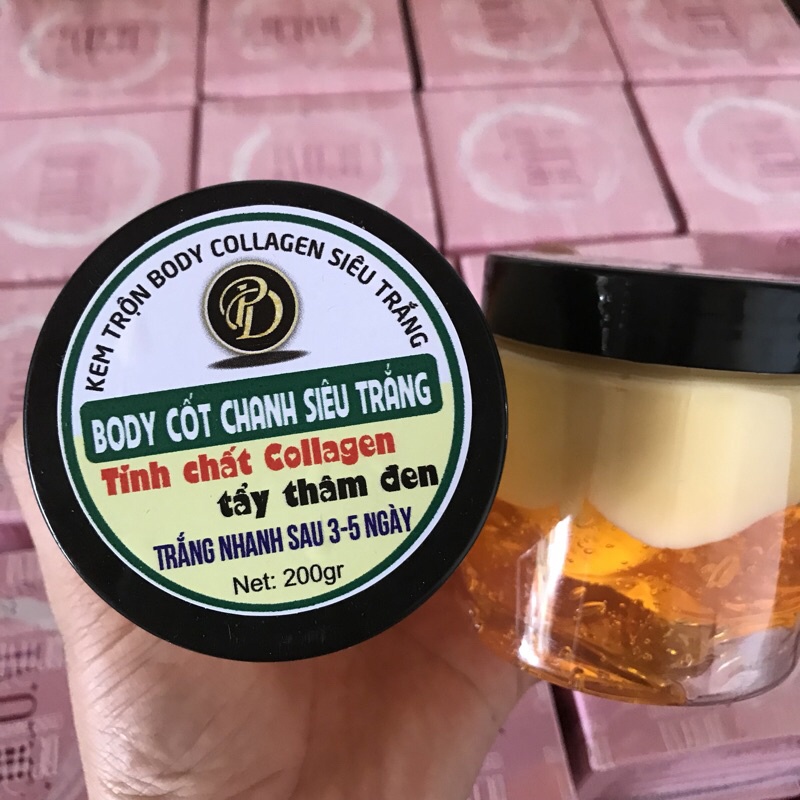 KEM TRỘN BODY COLLAGEN SIÊU TRẮNG
PD
BODY CỐT CHANH SIÊU TRẮNG
Tinh chất Collagen
tẩy thâm đen
TRẮNG NHANH SAU 3-5 NGÀY
Net: 200gr